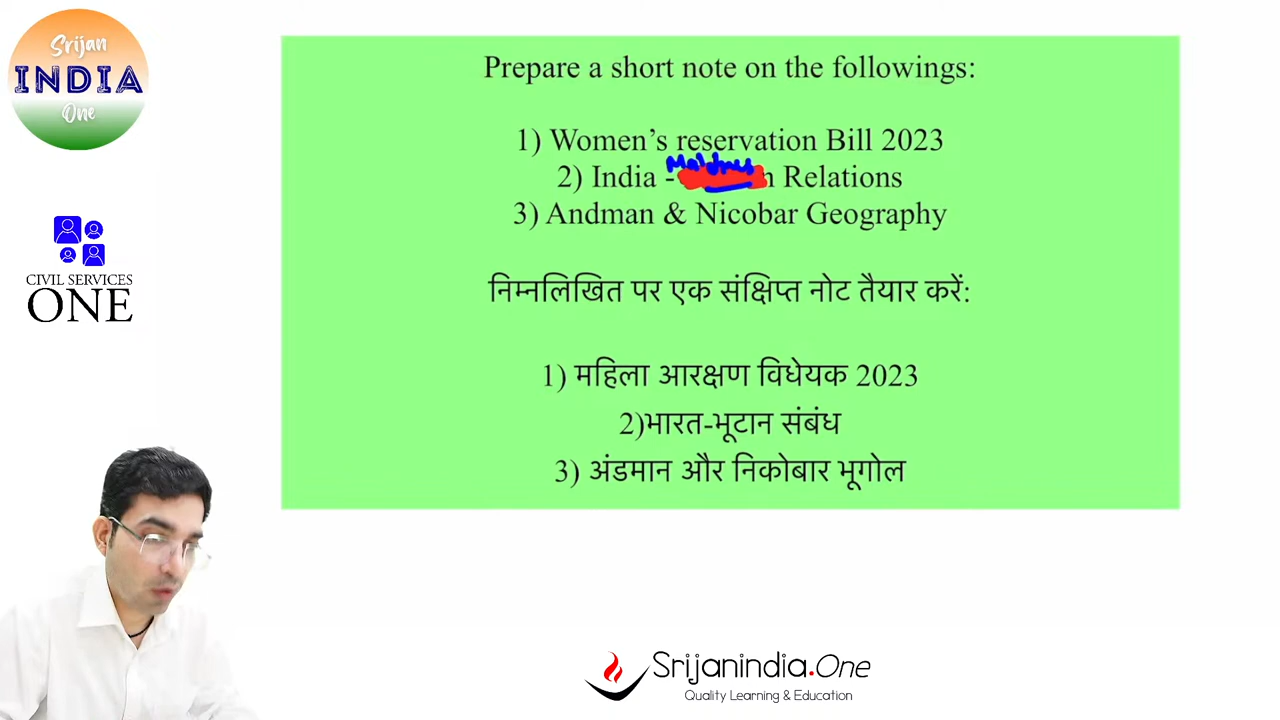 Srijan
INDIA
One
CIVIL SERVICES
ONE
Prepare a short note on the followings:
1) Women's reservation Bill 2023
Maldives
2) India - n Relations
3) Andman & Nicobar Geography
निम्नलिखित पर एक संक्षिप्त नोट तैयार करें:
1) महिला आरक्षण विधेयक 2023
2)भारत-भूटान संबंध
3) अंडमान और निकोबार भूगोल
Srijanindia.One
Quality Learning & Education